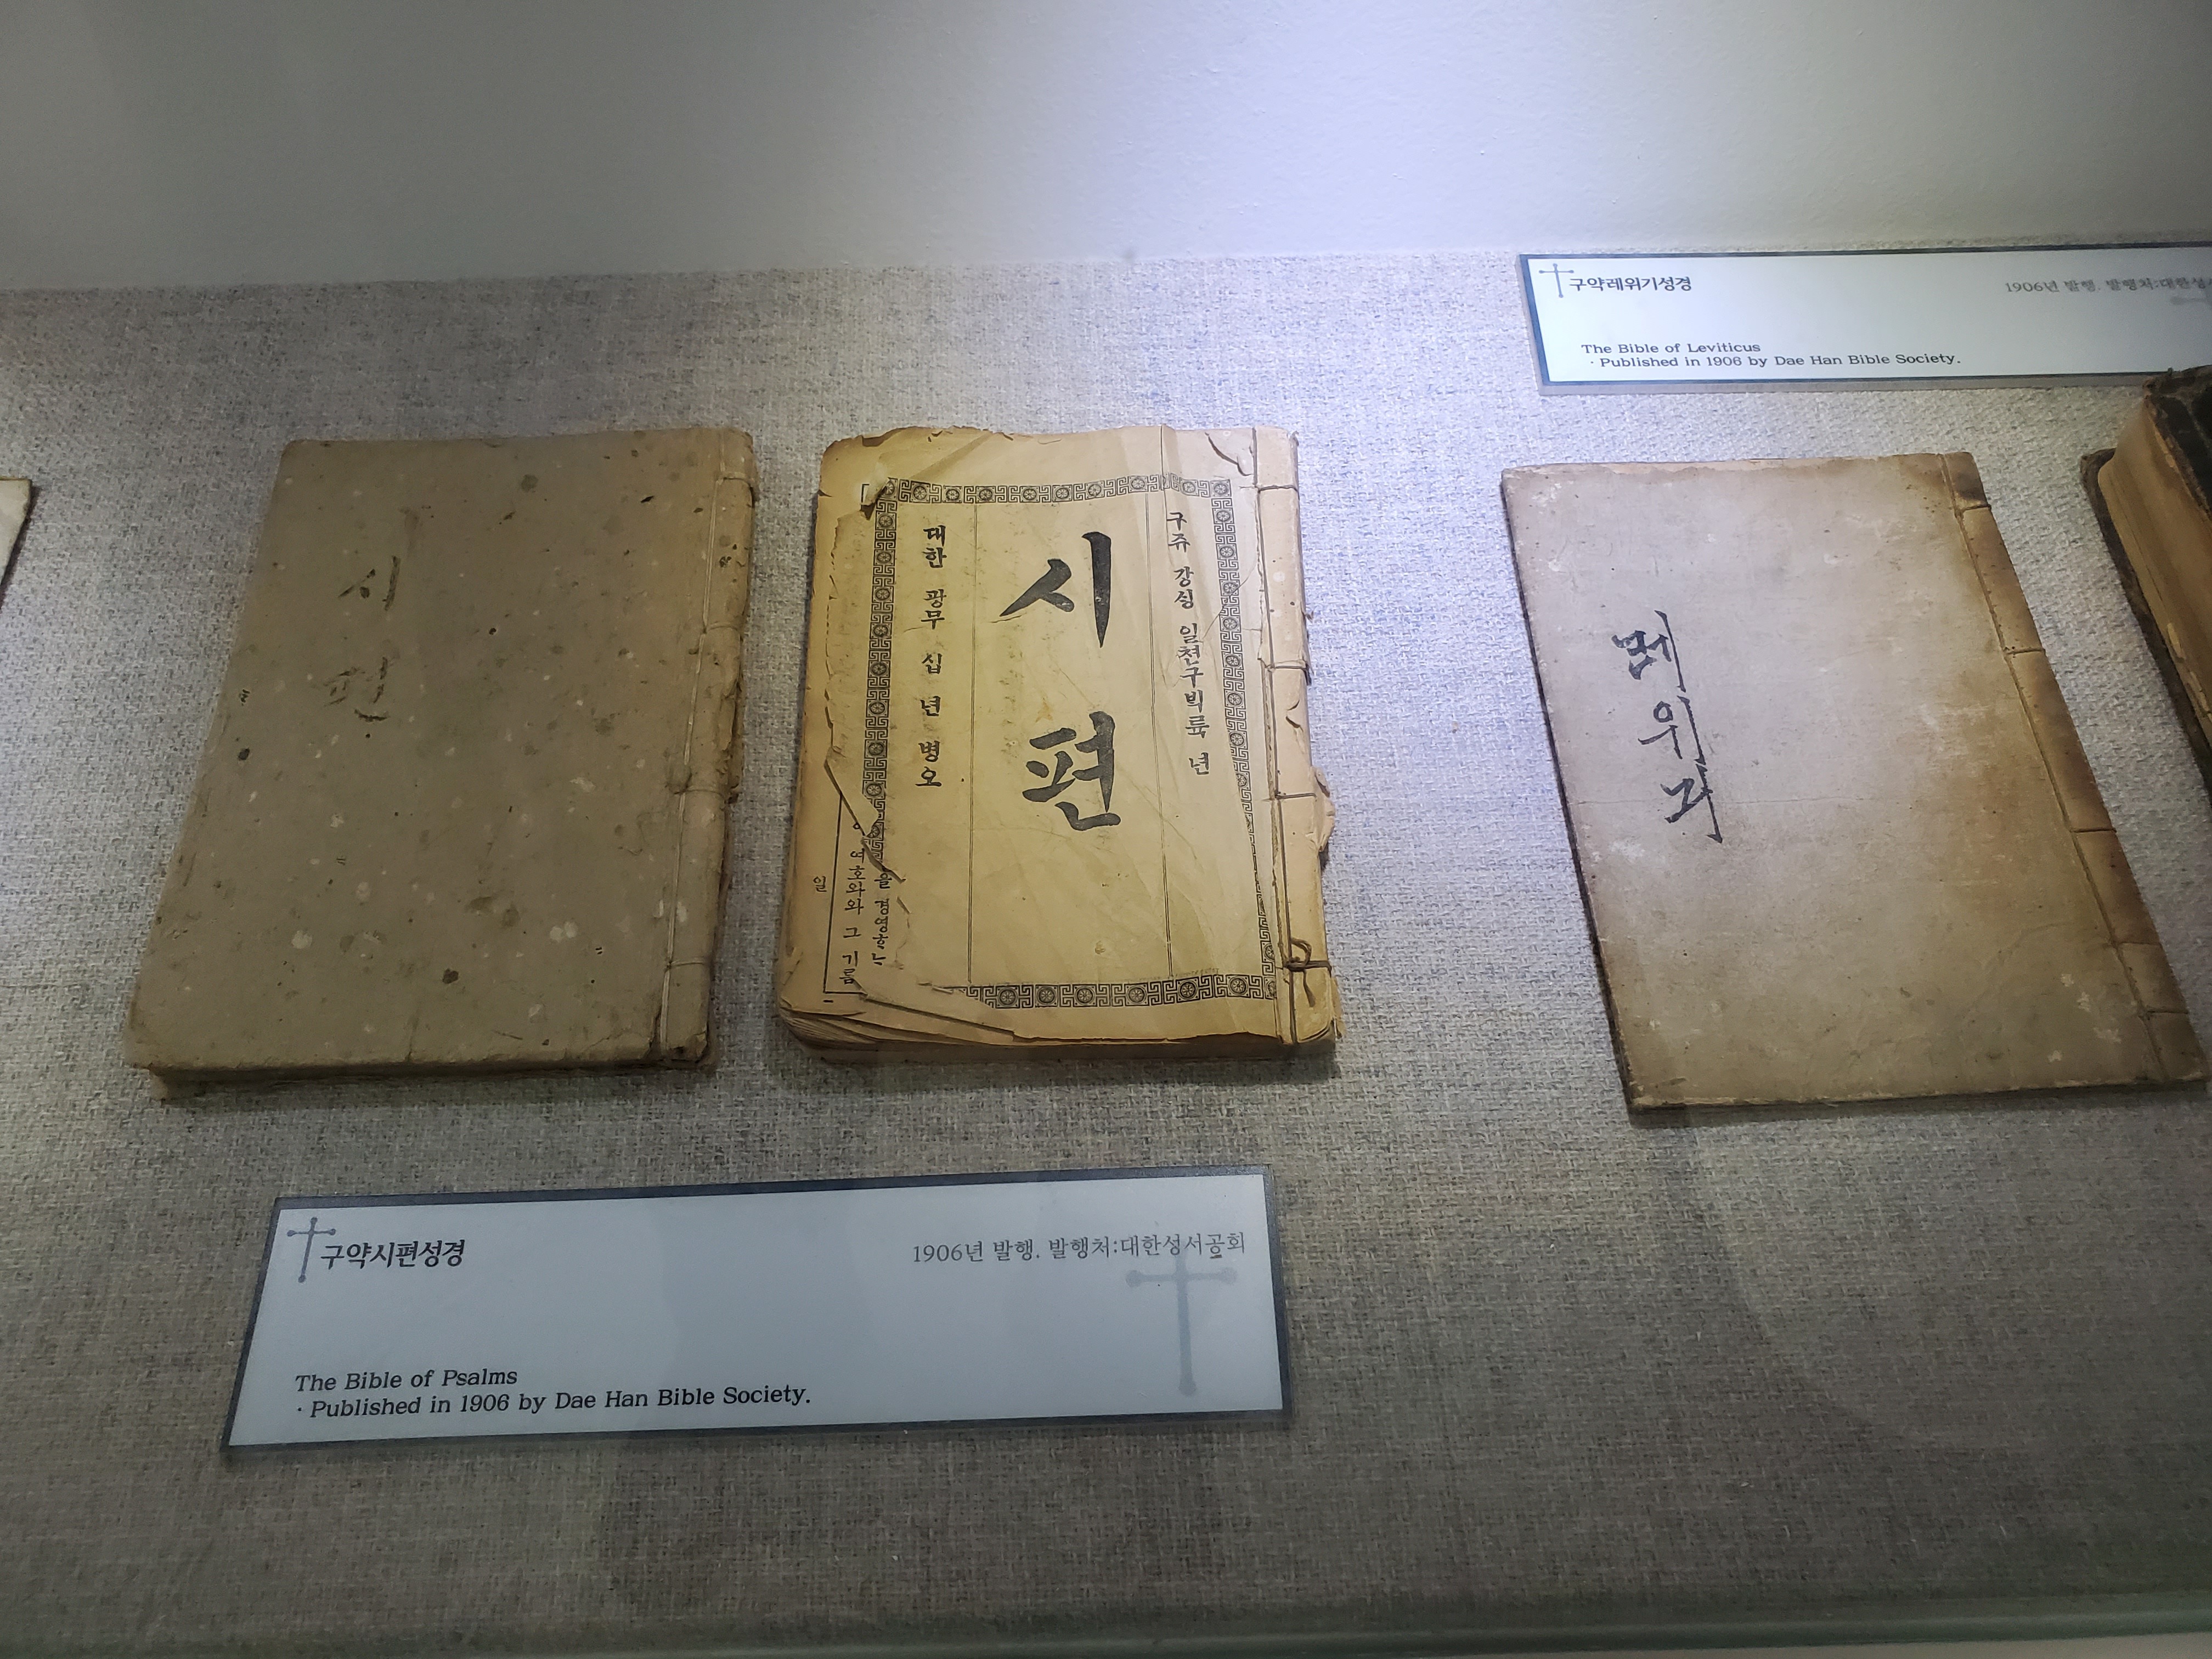 구약레위기성경
1906년 발행. 발행처:대한성
The Bible of Leviticus
· Published in 1906 by Dae Han Bible Society.
시편
구쥬 강싱 일쳔구빅륙 년
시편
대한 광무 십 년 병오
을 경영하는
여호와와 그 기름
일
레위긔
구약시편성경
1906년 발행. 발행처:대한성서공회
The Bible of Psalms
· Published in 1906 by Dae Han Bible Society.